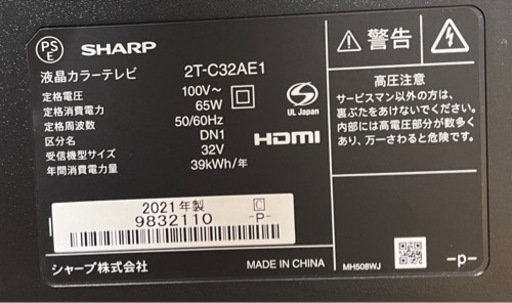 PS
E
SHARP
液晶カラーテレビ 2T-C32AE1
定格電圧 100V～
定格消費電力 65W
定格周波数 50/60Hz
区分名 DN1
受信機型サイズ 32V
年間消費電力量 39kWh/年
S
UL Japan
HDMI
2021年製 C
9832110 -P-
シャープ株式会社 MADE IN CHINA
警告
高圧注意
サービスマン以外の方は、
裏ぶたをあけないでください。
内部には高電圧部分が数多く
あり、万一さわると危険です。
MH508WJ -p-